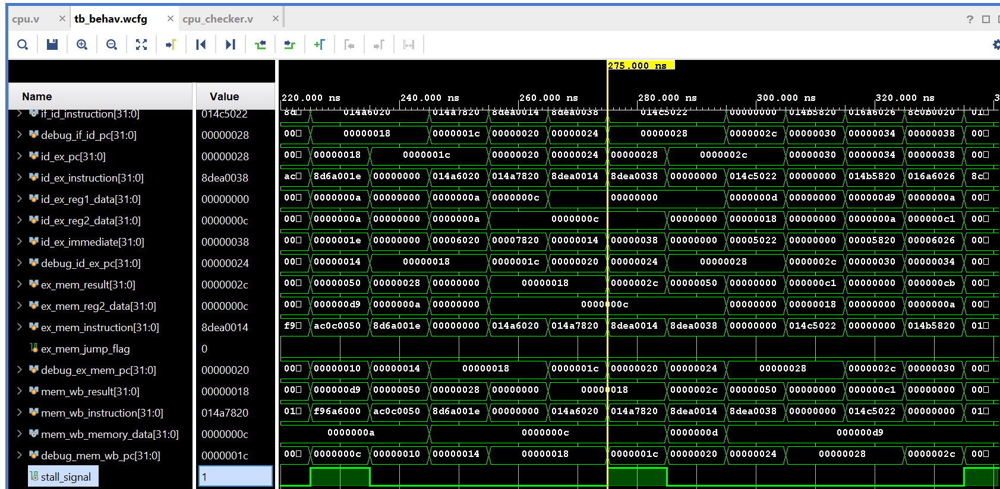 cpu.v × tb_behav.wcfg × cpu_checker.v × ?
275.000 ns
Name Value 220.000 ns 240.000 ns 260.000 ns 280.000 ns 300.000 ns 320.000 ns
if_id_instruction[31:0] 014c5022 8d 014a6020 014a7820 8dea0014 8dea0038 014c5022 00000000 014b5820 016a6026 8c0b0020 01
debug_if_id_pc[31:0] 00000028 00 00000018 0000001c 00000020 00000024 00000028 0000002c 00000030 00000034 00000038 00
id_ex_pc[31:0] 00000028 00 00000018 0000001c 00000020 00000024 00000028 0000002c 00000030 00000034 00000038 00
id_ex_instruction[31:0] 8dea0038 ac 8d6a001e 00000000 014a6020 014a7820 8dea0014 8dea0038 00000000 014c5022 00000000 014b5820 016a6026 8c
id_ex_reg1_data[31:0] 00000000 00 0000000a 00000000 0000000a 0000000c 00000000 0000000d 00000000 000000d9 0000000a 00
id_ex_reg2_data[31:0] 0000000c 00 0000000a 00000000 0000000a 0000000c 00000000 00000018 00000000 0000000a 000000c1 00
id_ex_immediate[31:0] 00000038 00 0000001e 00000000 00006020 00007820 00000014 00000038 00000000 00005022 00000000 00005820 00006026 00
debug_id_ex_pc[31:0] 00000024 00 00000014 00000018 0000001c 00000020 00000024 00000028 0000002c 00000030 00000034 00
ex_mem_result[31:0] 0000002c 00 00000050 00000028 00000000 00000018 0000002c 00000050 00000000 000000c1 00000000 000000cb 00
ex_mem_reg2_data[31:0] 0000000c 00 000000d9 0000000a 00000000 0000000c 00000000 00000018 00000000 0000000a 00
ex_mem_instruction[31:0] 8dea0014 f9 ac0c0050 8d6a001e 00000000 014a6020 014a7820 8dea0014 8dea0038 00000000 014c5022 00000000 014b5820 01
ex_mem_jump_flag 0
debug_ex_mem_pc[31:0] 00000020 00 00000010 00000014 00000018 0000001c 00000020 00000024 00000028 0000002c 00000030 00
mem_wb_result[31:0] 00000018 00 000000d9 00000050 00000028 00000000 00000018 0000002c 00000050 00000000 000000c1 00000000 00
mem_wb_instruction[31:0] 014a7820 01 f96a6000 ac0c0050 8d6a001e 00000000 014a6020 014a7820 8dea0014 8dea0038 00000000 014c5022 00000000 01
mem_wb_memory_data[31:0] 0000000c 0000000a 0000000c 0000000d 000000d9
debug_mem_wb_pc[31:0] 0000001c 00 0000000c 00000010 00000014 00000018 0000001c 00000020 00000024 00000028 0000002c 00
stall_signal 1